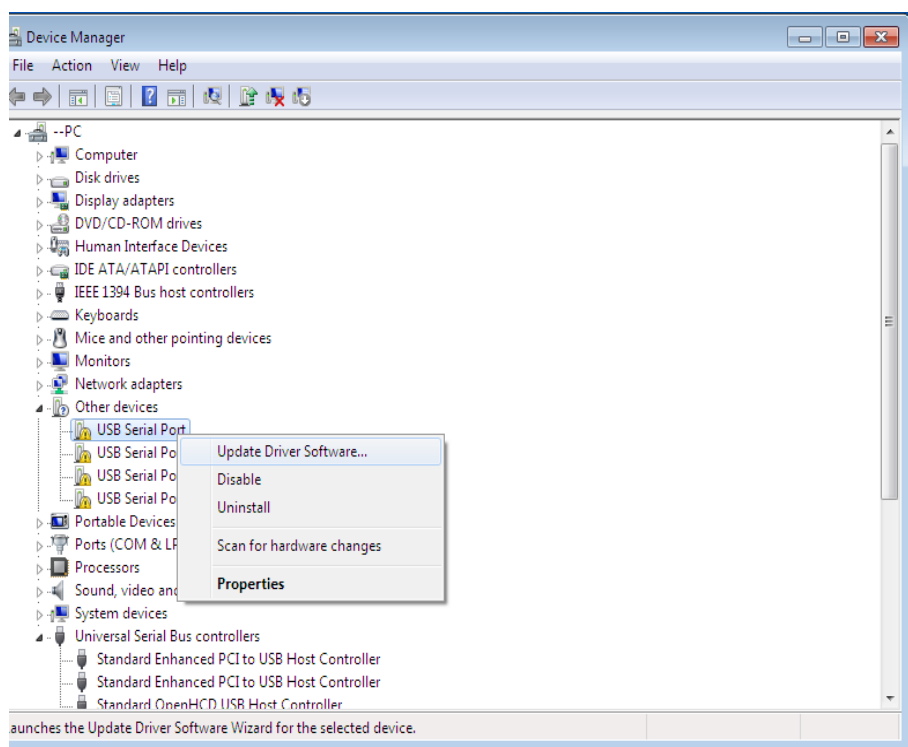 Device Manager
File Action View Help
--PC
Computer
Disk drives
Display adapters
DVD/CD-ROM drives
Human Interface Devices
IDE ATA/ATAPI controllers
IEEE 1394 Bus host controllers
Keyboards
Mice and other pointing devices
Monitors
Network adapters
Other devices
USB Serial Port
USB Serial Po
Update Driver Software...
USB Serial Po
Disable
USB Serial Po
Uninstall
Portable Devices
Ports (COM & LP
Scan for hardware changes
Processors
Sound, video and
Properties
System devices
Universal Serial Bus controllers
Standard Enhanced PCI to USB Host Controller
Standard Enhanced PCI to USB Host Controller
Standard OpenHCD USB Host Controller
aunches the Update Driver Software Wizard for the selected device.